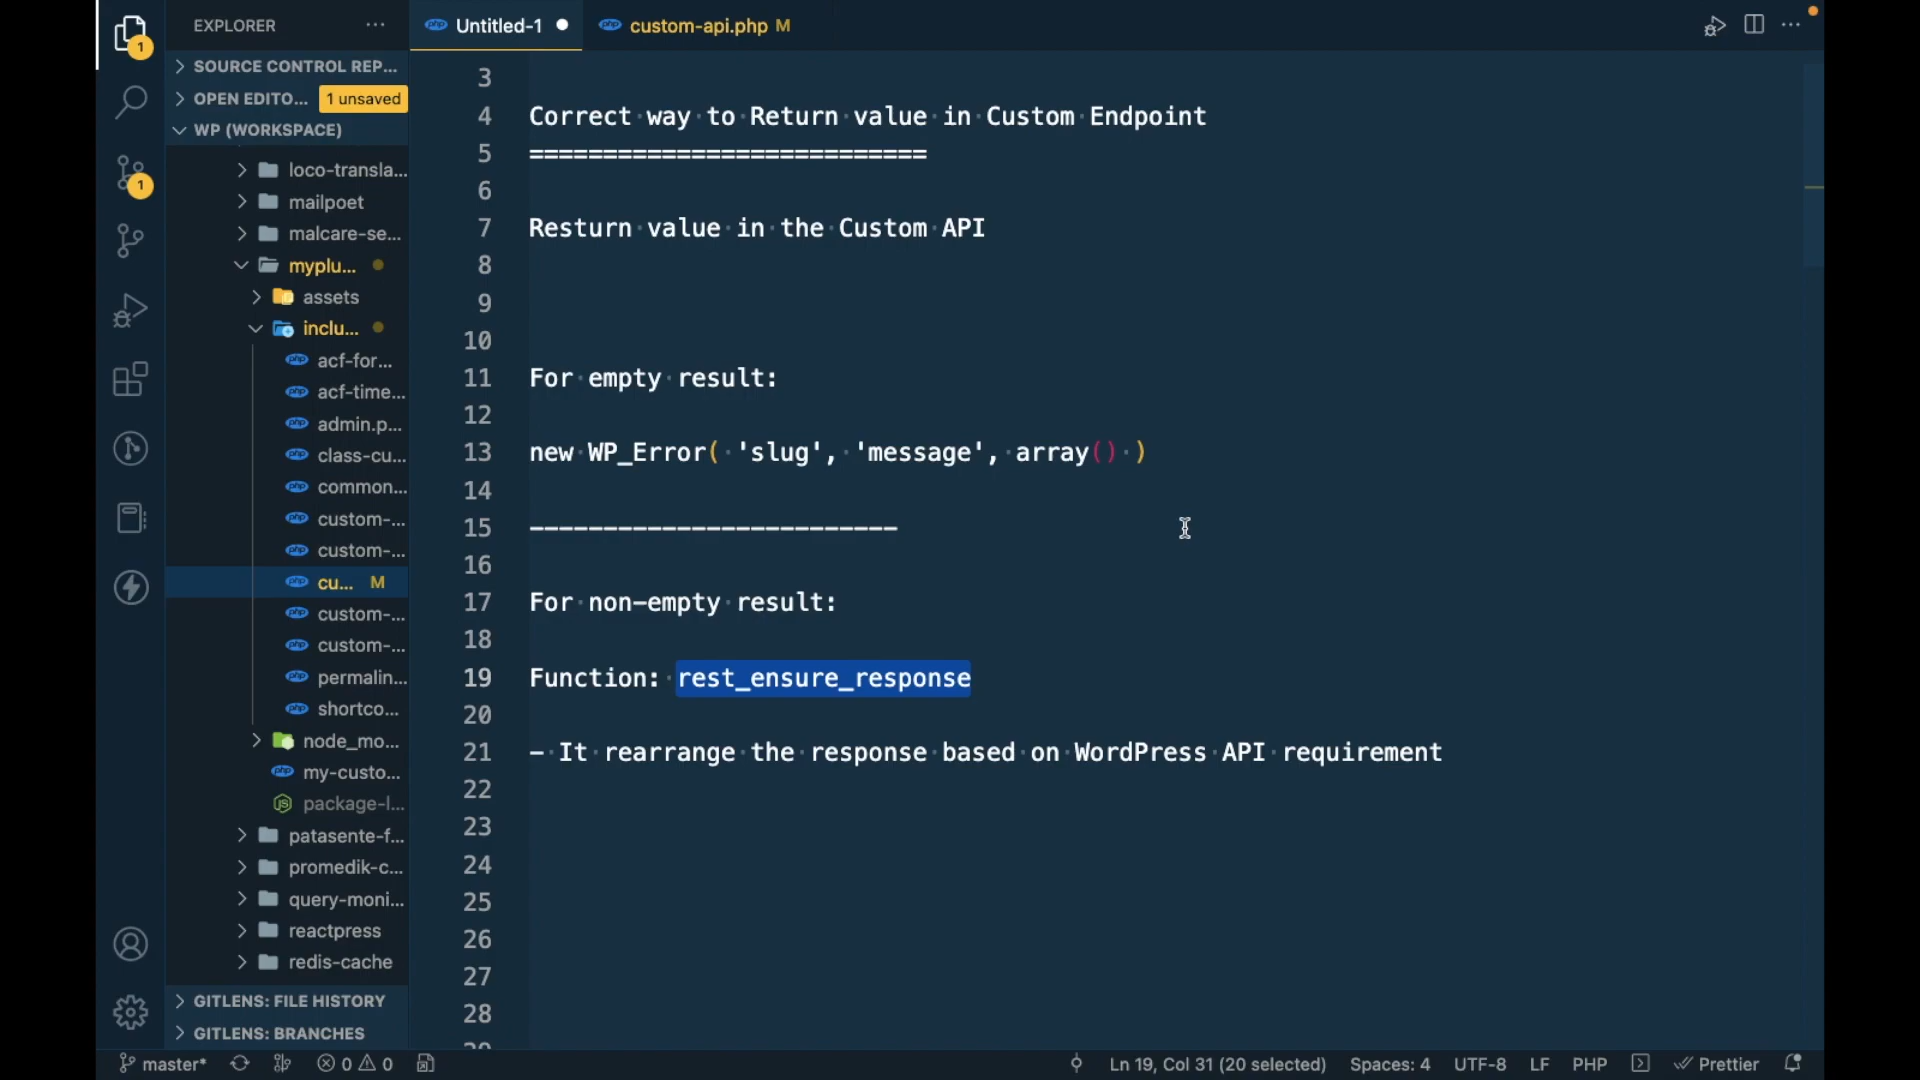 EXPLORER
Untitled-1
custom-api.php M
SOURCE CONTROL REP...
OPEN EDITO... 1 unsaved
WP (WORKSPACE)
loco-transla...
mailpoet
malcare-se...
myplu...
assets
inclu...
acf-for...
acf-time...
admin.p...
class-cu...
common...
custom-...
custom-...
cu... M
custom-...
custom-...
permalin...
shortco...
node_mo...
my-custo...
package-l...
patasente-f...
promedik-c...
query-moni...
reactpress
redis-cache
GITLENS: FILE HISTORY
GITLENS: BRANCHES
1
1
3
4 Correct way to Return value in Custom Endpoint
5 ===========================
6
7 Resturn value in the Custom API
8
9
10
11 For empty result:
12
13 new WP_Error( 'slug', 'message', array() )
14
15 -------------------------
16
17 For non-empty result:
18
19 Function: rest_ensure_response
20
21 - It rearrange the response based on WordPress API requirement
22
23
24
25
26
27
28
master* 0 0 Ln 19, Col 31 (20 selected) Spaces: 4 UTF-8 LF PHP Prettier